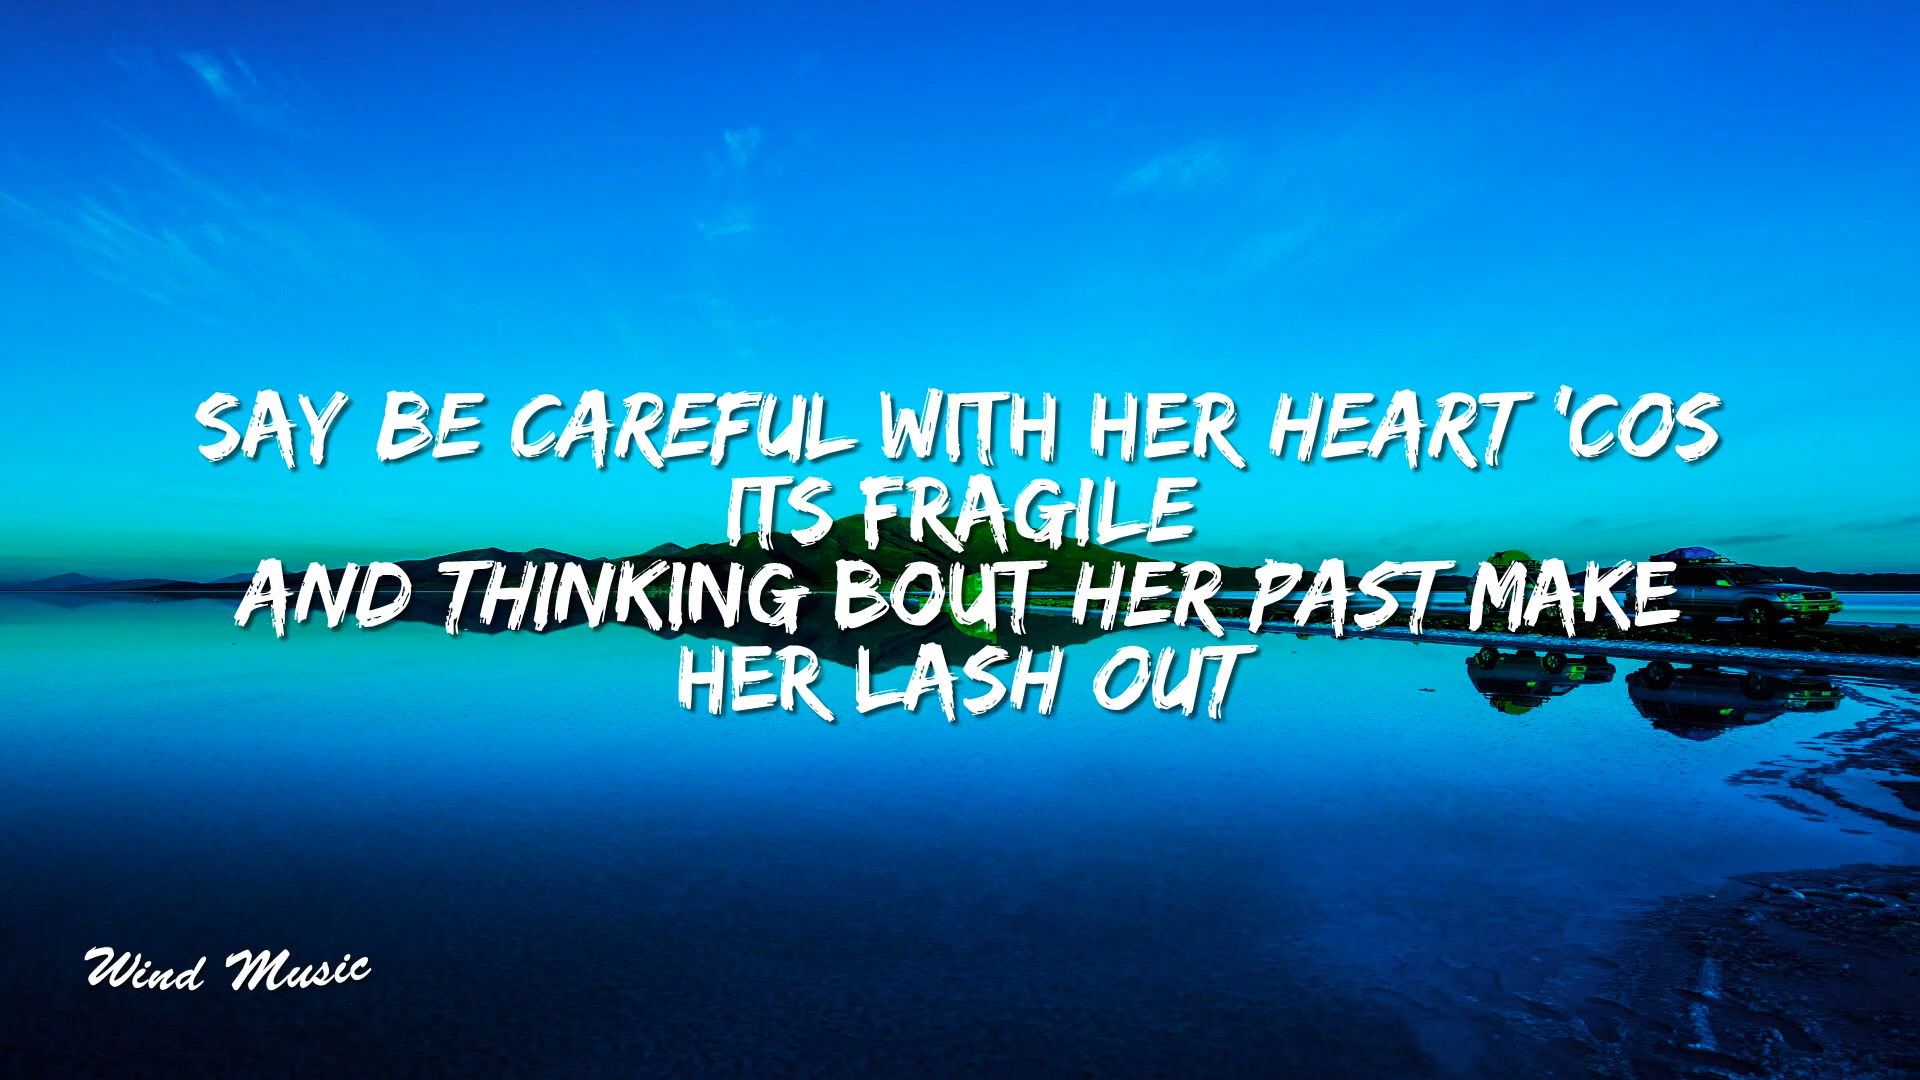 SAY BE CAREFUL WITH HER HEART 'COS
ITS FRAGILE
AND THINKING BOUT HER PAST MAKE
HER LASH OUT
Wind Music